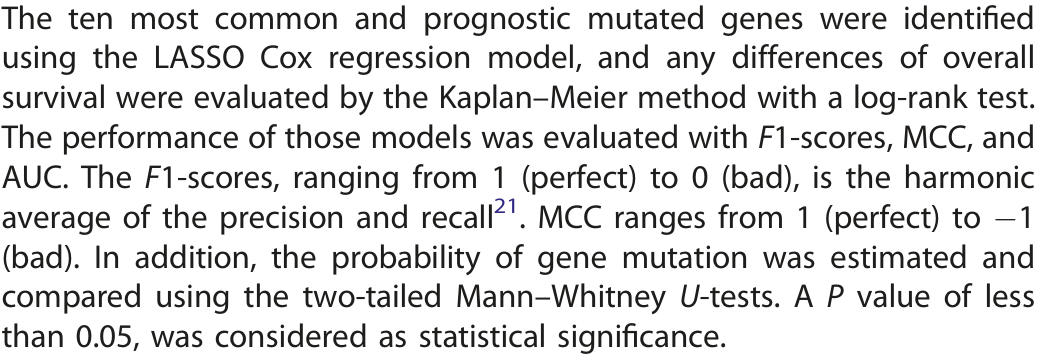 The ten most common and prognostic mutated genes were identified
using the LASSO Cox regression model, and any differences of overall
survival were evaluated by the Kaplan–Meier method with a log-rank test.
The performance of those models was evaluated with F1-scores, MCC, and
AUC. The F1-scores, ranging from 1 (perfect) to 0 (bad), is the harmonic
average of the precision and recall21. MCC ranges from 1 (perfect) to −1
(bad). In addition, the probability of gene mutation was estimated and
compared using the two-tailed Mann–Whitney U-tests. A P value of less
than 0.05, was considered as statistical significance.